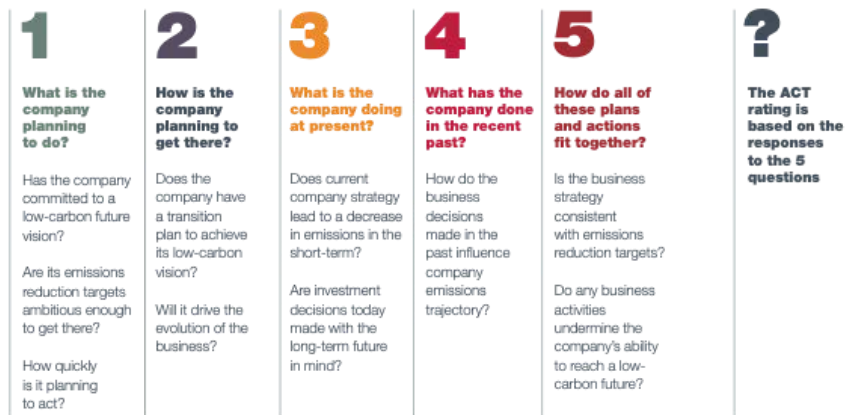 1
What is the
company
planning
to do?
Has the company
committed to a
low-carbon future
vision?
Are its emissions
reduction targets
ambitious enough
to get there?
How quickly
is it planning
to act?
2
How is the
company
planning to
get there?
Does the
company have
a transition
plan to achieve
its low-carbon
vision?
Will it drive the
evolution of the
business?
3
What is the
company doing
at present?
Does current
company strategy
lead to a decrease
in emissions in the
short-term?
Are investment
decisions today
made with the
long-term future
in mind?
4
What has the
company done
in the recent
past?
How do the
business
decisions
made in the
past influence
company
emissions
trajectory?
5
How do all of
these plans
and actions
fit together?
Is the business
strategy
consistent
with emissions
reduction targets?
Do any business
activities
undermine the
company's ability
to reach a low-
carbon future?
?
The ACT
rating is
based on the
responses
to the 5
questions